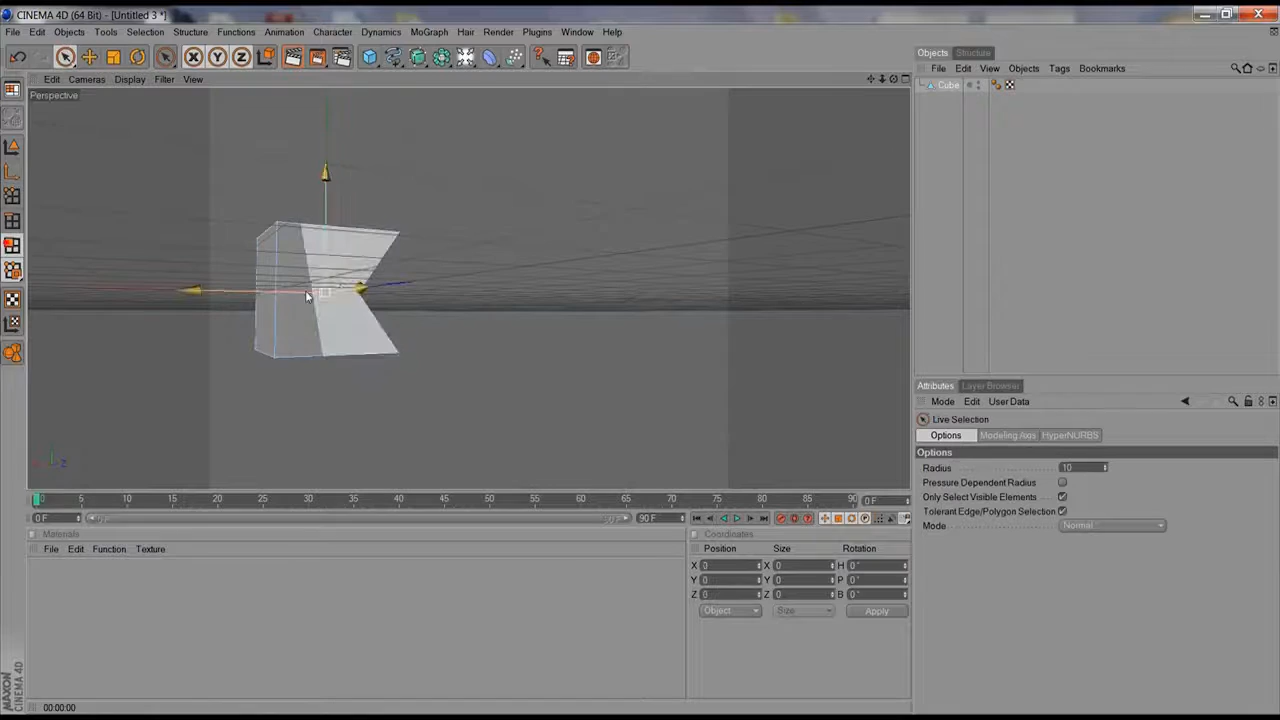 CINEMA 4D (64 Bit) - [Untitled 3 *]
File Edit Objects Tools Selection Structure Functions Animation Character Dynamics MoGraph Hair Render Plugins Window Help
X Y Z
Objects Structure
File Edit View Objects Tags Bookmarks
Edit Cameras Display Filter View
Perspective
Cube
Attributes Layer Browser
Mode Edit User Data
Live Selection
Options Modeling Axis HyperNURBS
Options
Radius 10
Pressure Dependent Radius
Only Select Visible Elements
Tolerant Edge/Polygon Selection
Mode Normal
Z
0 5 10 15 20 25 30 35 40 45 50 55 60 65 70 75 80 85 90 0 F
0 F 90 F
Materials
File Edit Function Texture
Coordinates
Position Size Rotation
X 0 X 0 H 0 °
Y 0 Y 0 P 0 °
Z 0 Z 0 B 0 °
Object Size Apply
MAXON
CINEMA 4D
00:00:00